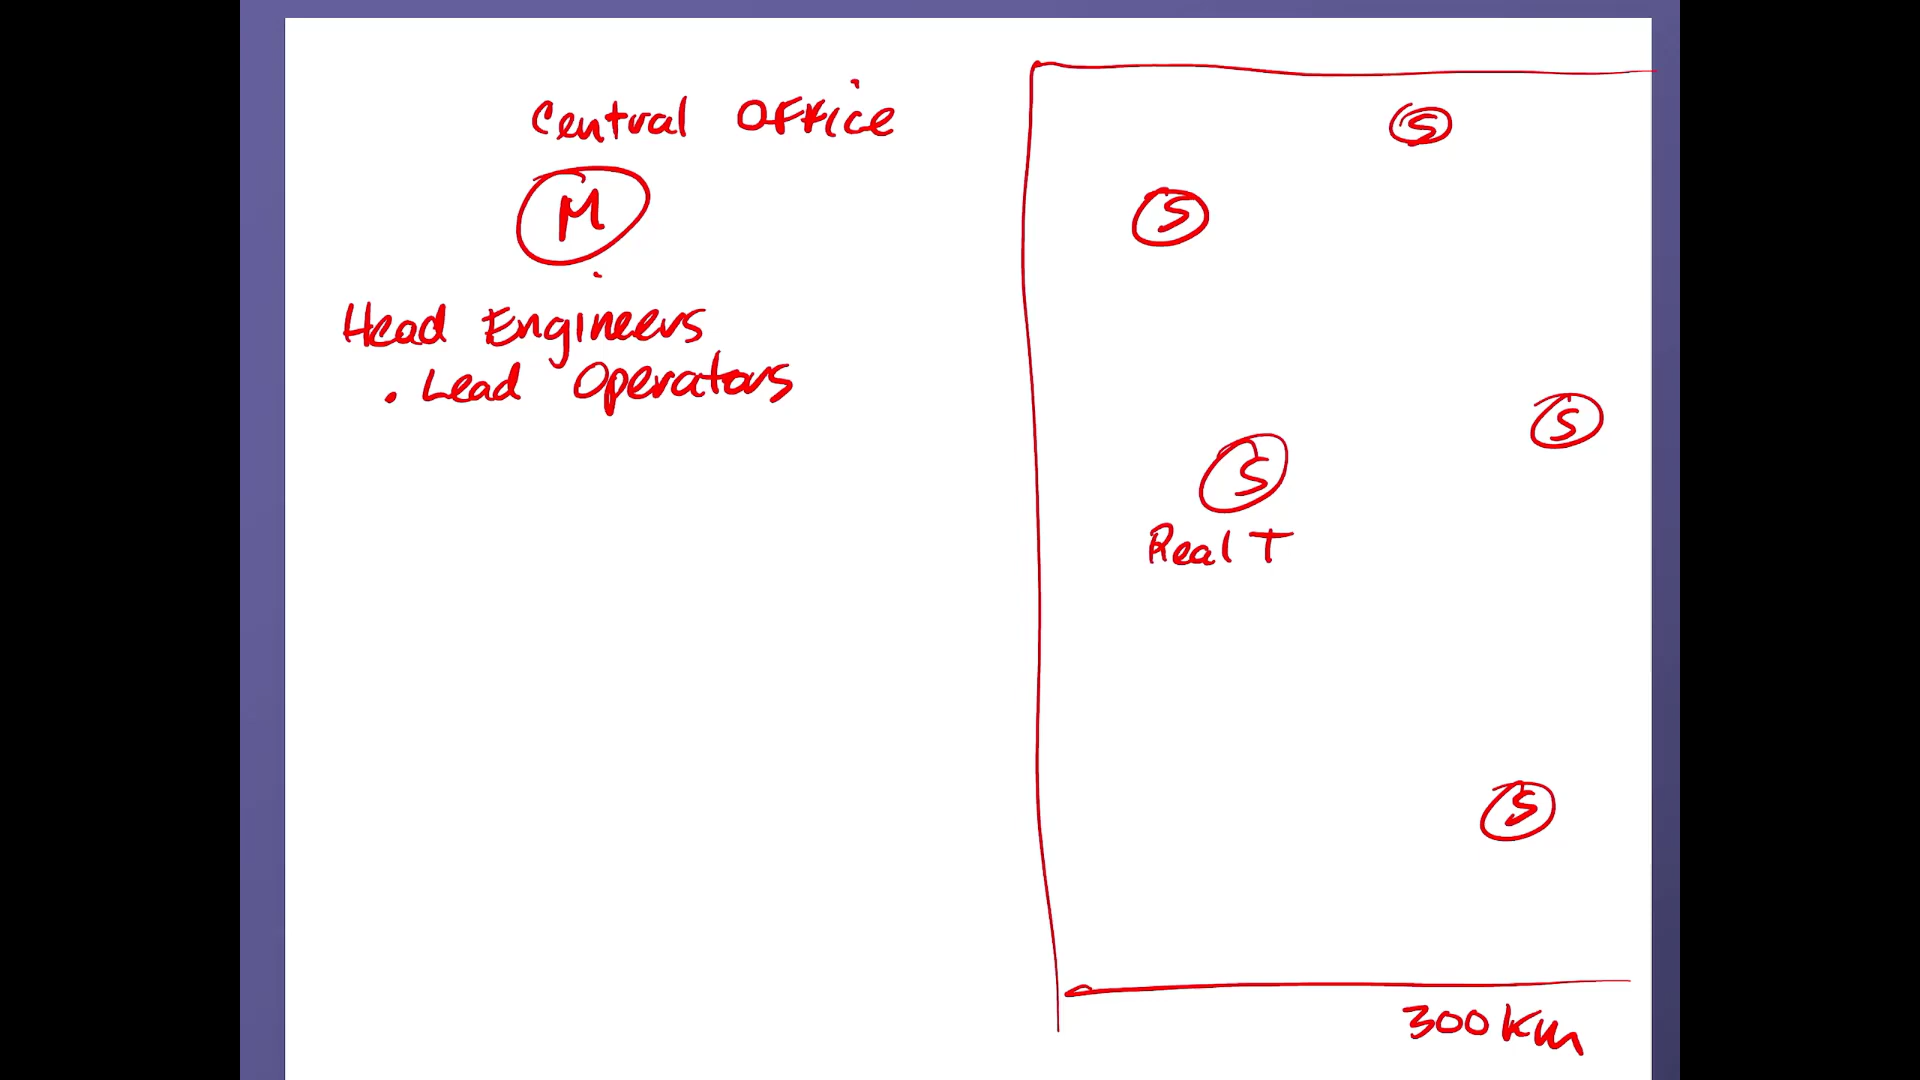 Central Office
M
Head Engineers
. Lead Operators
S
S
S
S
Real T
S
300 Km